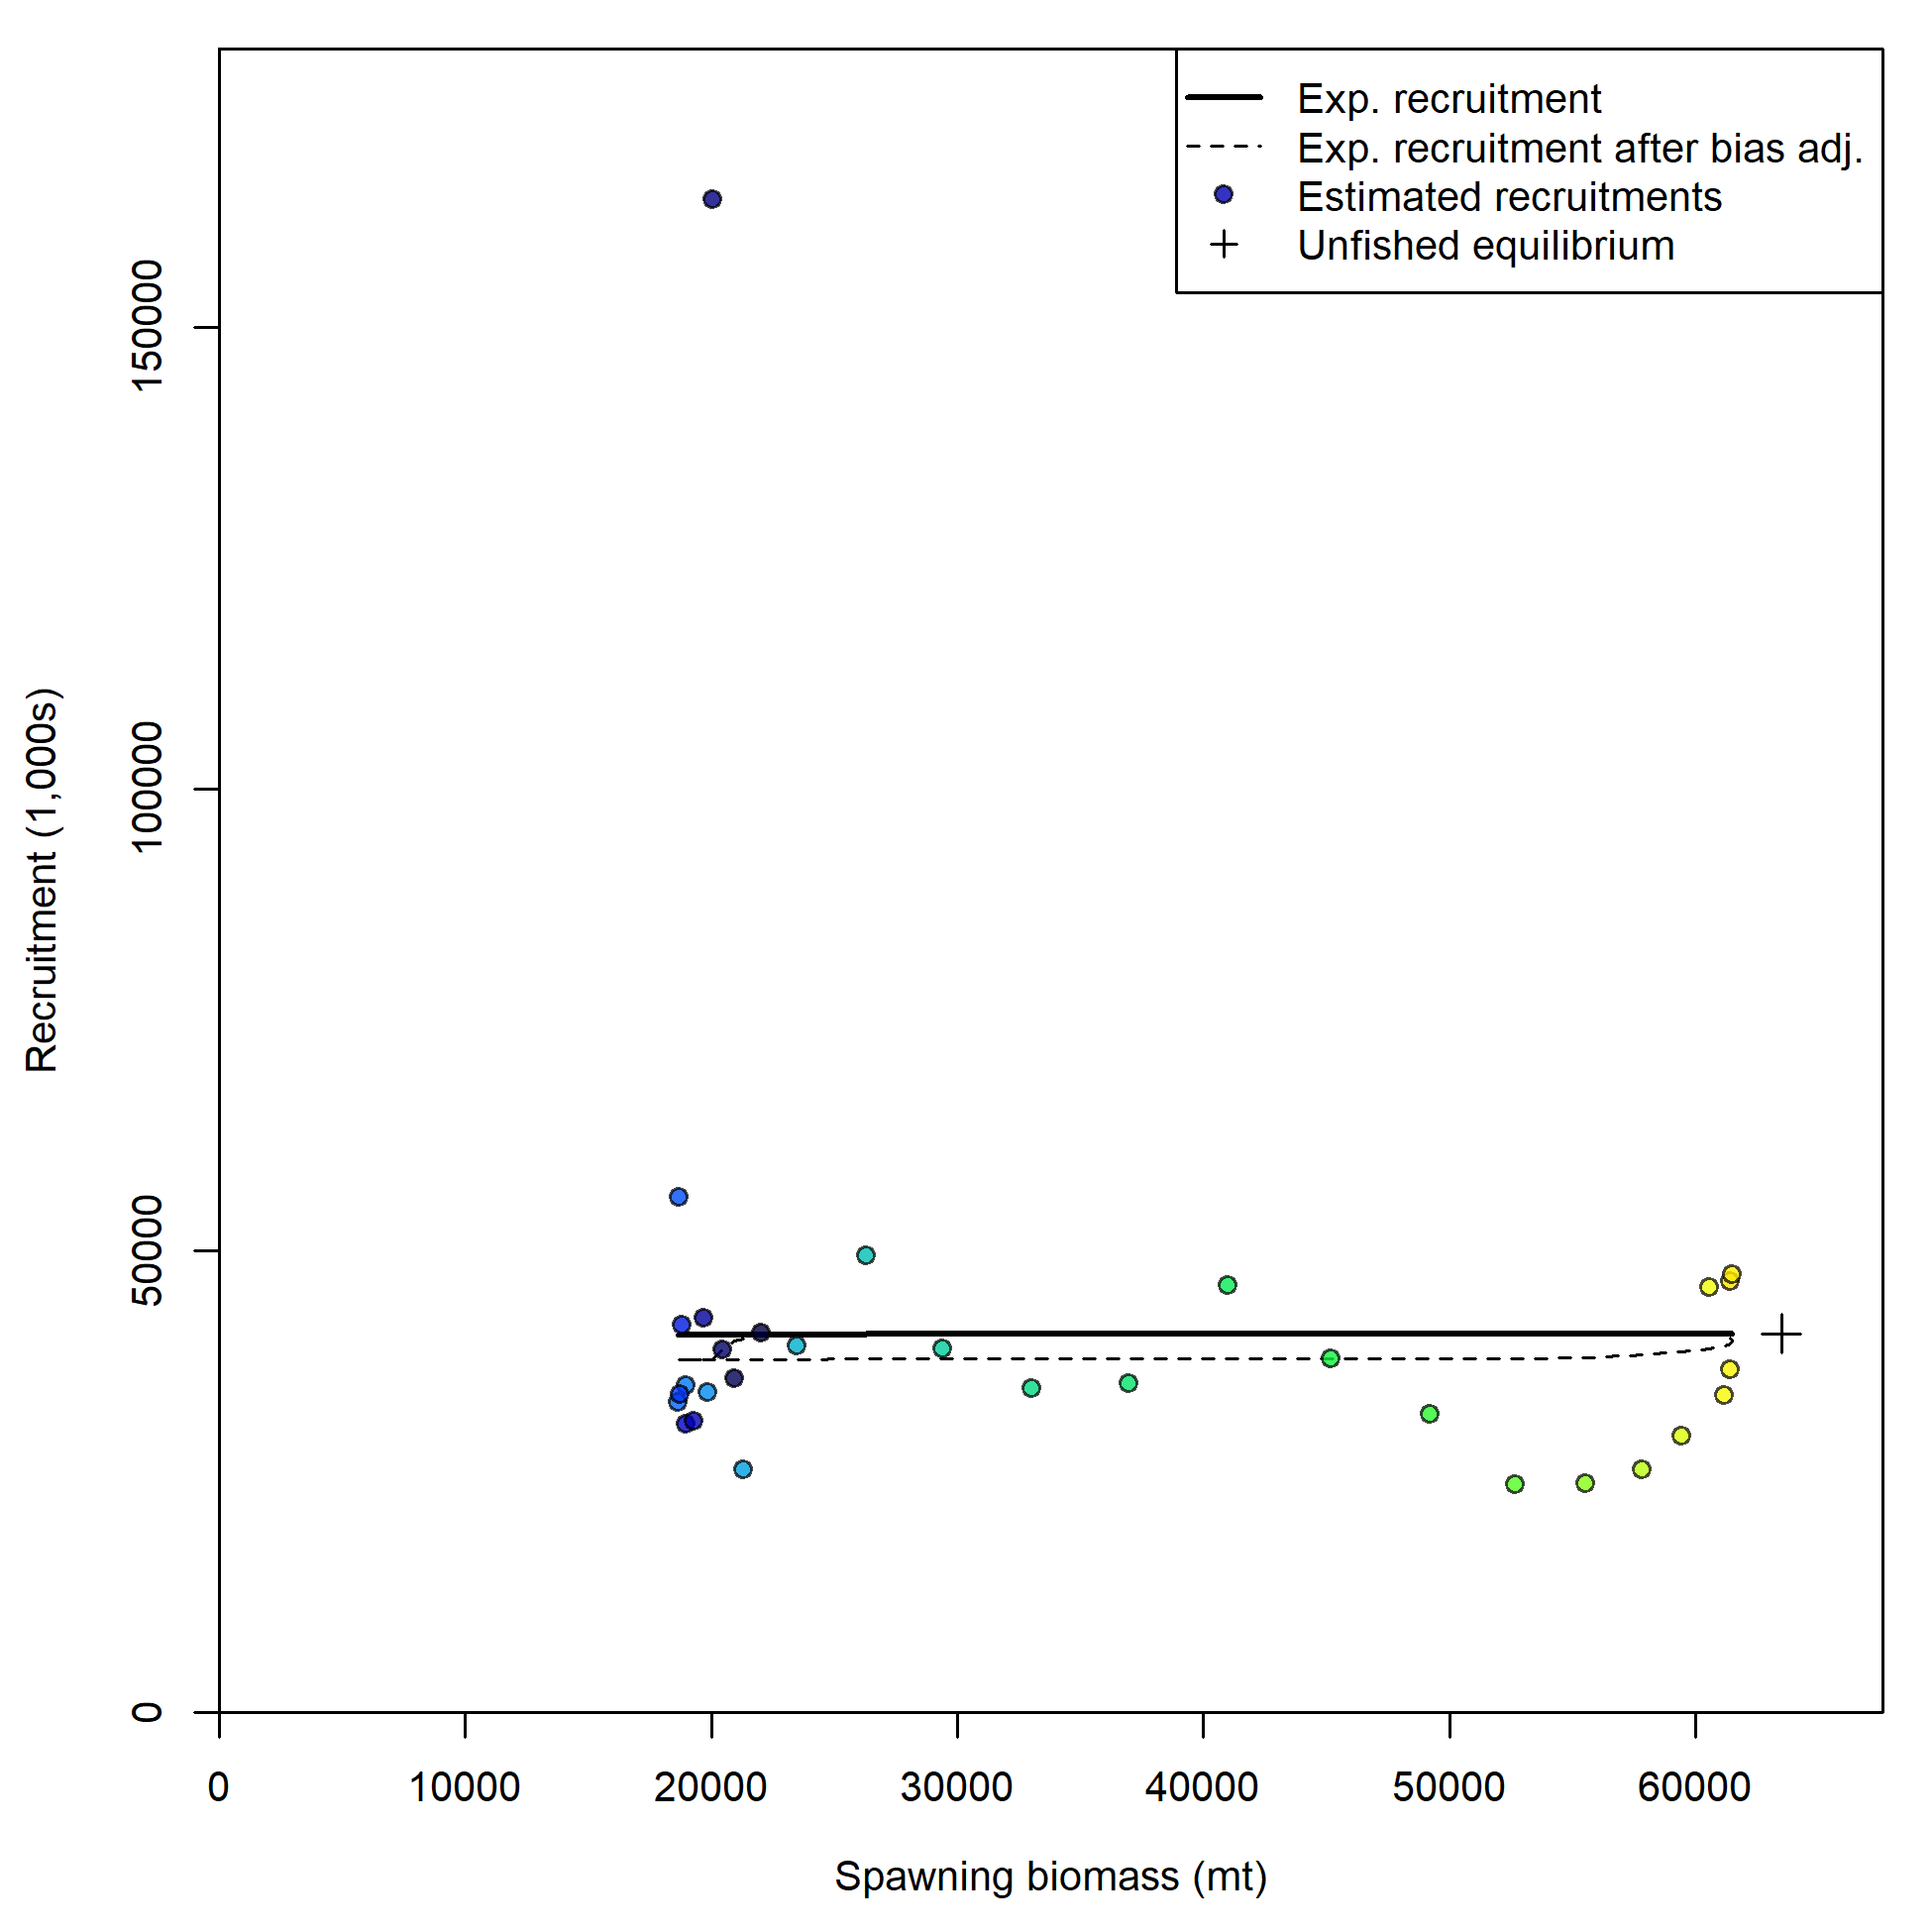 Exp. recruitment
Exp. recruitment after bias adj.
Estimated recruitments
Unfished equilibrium
150000
100000
50000
0
Recruitment (1,000s)
0 10000 20000 30000 40000 50000 60000
Spawning biomass (mt)